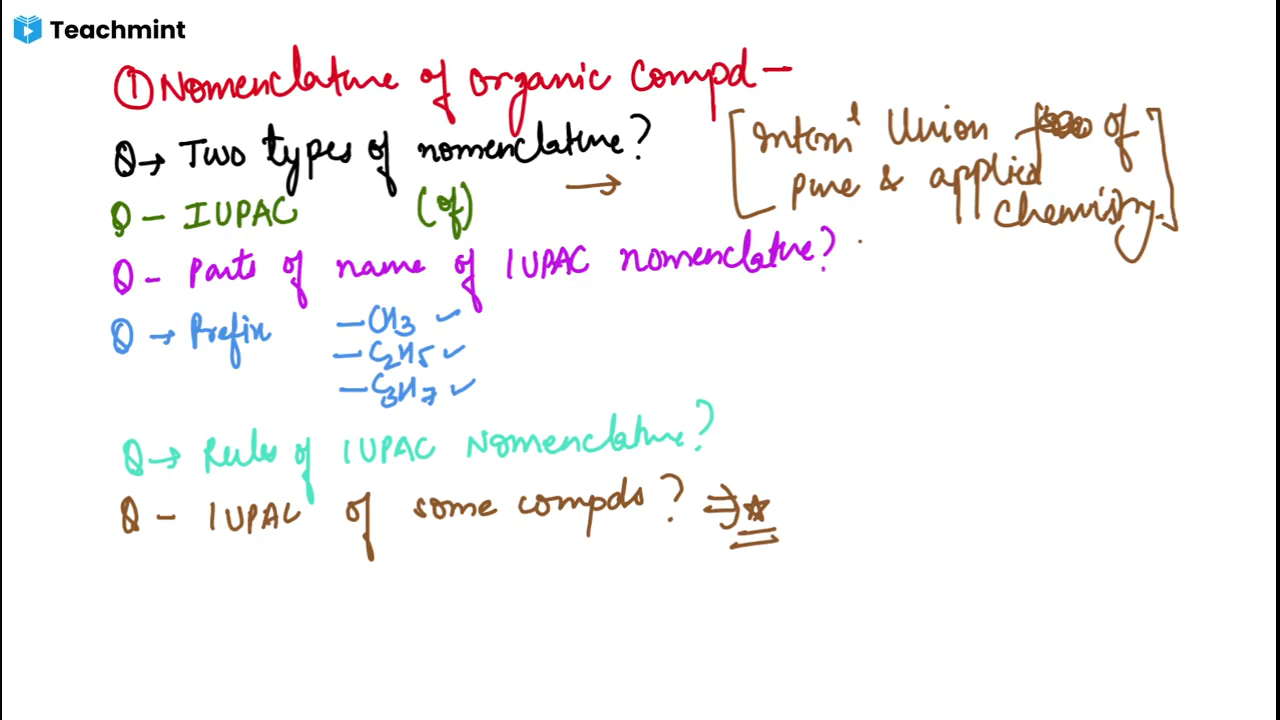 Teachmint
① Nomenclature of organic compd —
Q → Two types of nomenclature?
[Intern'l Union of
pure & applied
chemistry.]
→
Q - IUPAC (of)
Q - Parts of name of IUPAC nomenclature?
Q → Prefix — CH3 ✓
— C2H5 ✓
— C3H7 ✓
Q → Rules of IUPAC Nomenclature?
Q - IUPAC of some compds? ⇒ ☆